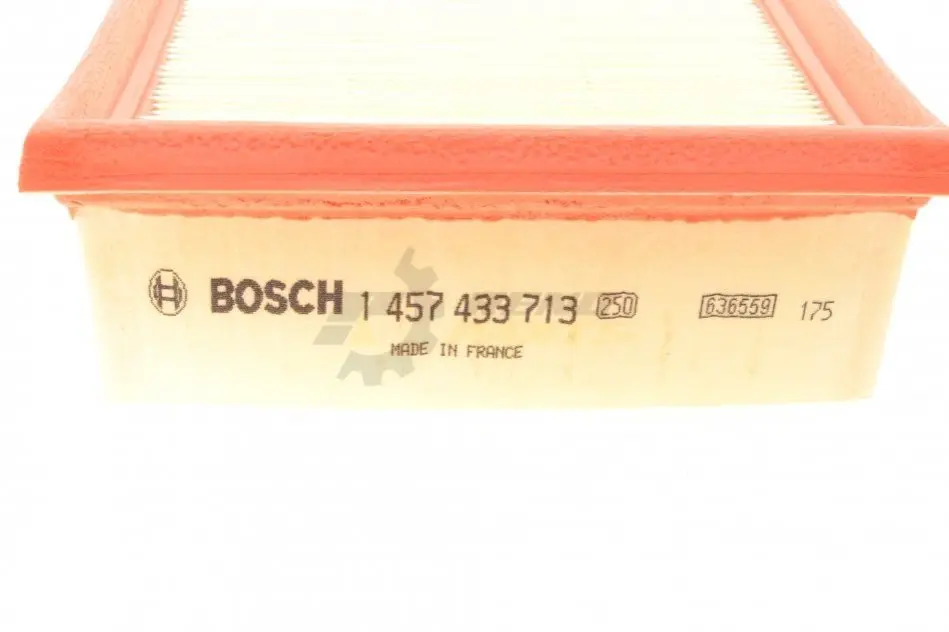 BOSCH 1 457 433 713 250 636559 175
MADE IN FRANCE